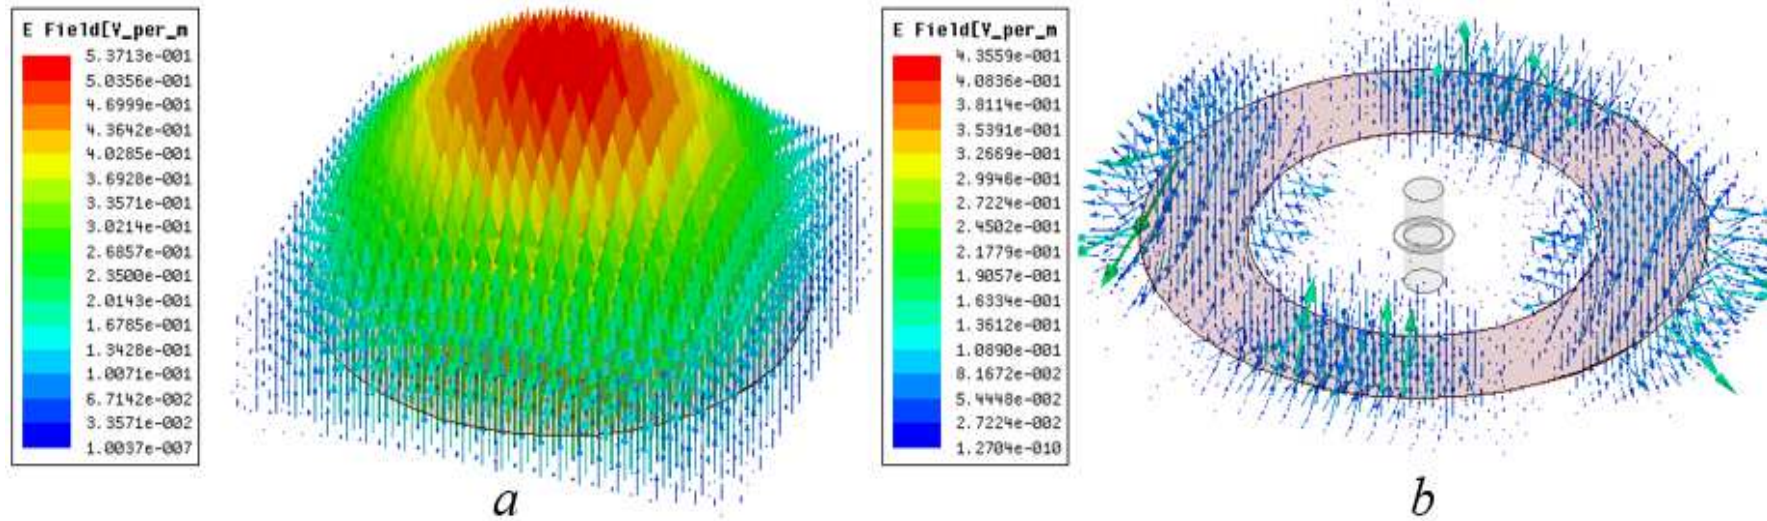 E Field[V_per_m
5.3713e-001
5.0356e-001
4.6999e-001
4.3642e-001
4.0285e-001
3.6928e-001
3.3571e-001
3.0214e-001
2.6857e-001
2.3500e-001
2.0143e-001
1.6785e-001
1.3428e-001
1.0071e-001
6.7142e-002
3.3571e-002
1.0037e-007
a
E Field[V_per_m
4.3559e-001
4.0836e-001
3.8114e-001
3.5391e-001
3.2669e-001
2.9946e-001
2.7224e-001
2.4502e-001
2.1779e-001
1.9057e-001
1.6334e-001
1.3612e-001
1.0890e-001
8.1672e-002
5.4448e-002
2.7224e-002
1.2704e-010
b